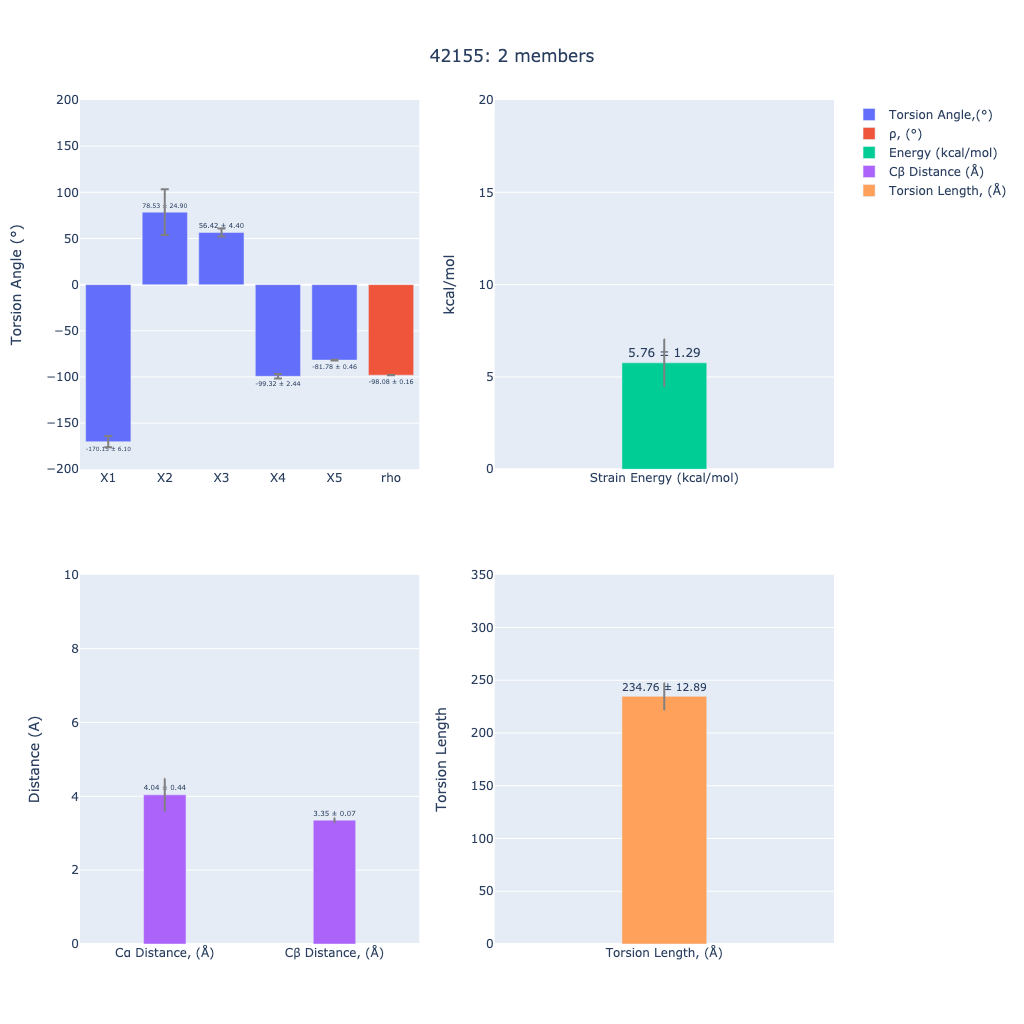 42155: 2 members
Torsion Angle (°)
200
150
100
50
0
−50
−100
−150
−200
78.53 ± 24.90
56.42 ± 4.40
-99.32 ± 2.44
-81.78 ± 0.46
-98.08 ± 0.16
X1
X2
X3
X4
X5
rho
kcal/mol
20
15
10
5
0
5.76 ± 1.29
Strain Energy (kcal/mol)
Torsion Angle,(°)
ρ, (°)
Energy (kcal/mol)
Cβ Distance (Å)
Torsion Length, (Å)
Distance (A)
10
8
6
4
2
0
4.04 ± 0.44
3.35 ± 0.07
Cα Distance, (Å)
Cβ Distance, (Å)
Torsion Length
350
300
250
200
150
100
50
0
234.76 ± 12.89
Torsion Length, (Å)